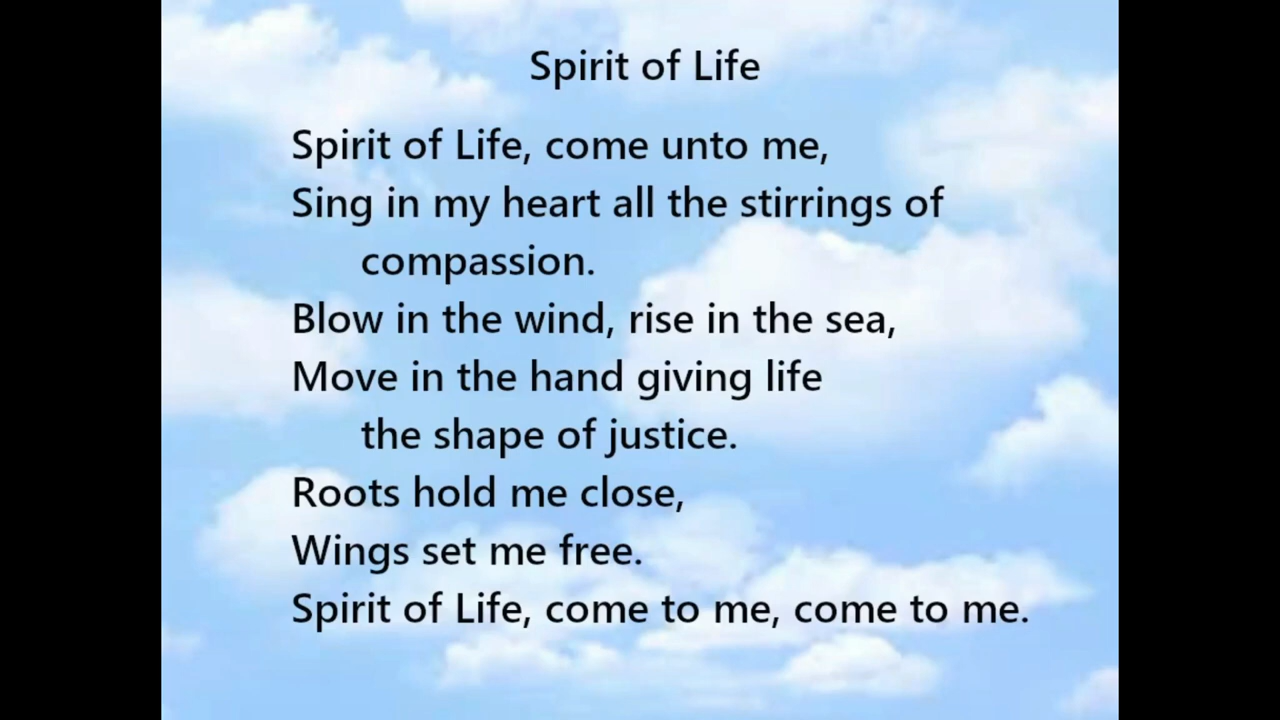 Spirit of Life
Spirit of Life, come unto me,
Sing in my heart all the stirrings of
compassion.
Blow in the wind, rise in the sea,
Move in the hand giving life
the shape of justice.
Roots hold me close,
Wings set me free.
Spirit of Life, come to me, come to me.